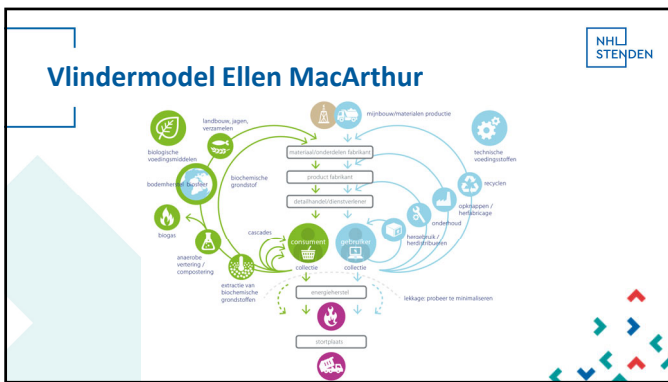 NHL
STENDEN
Vlindermodel Ellen MacArthur
landbouw, jagen,
verzamelen
mijnbouw/materialen productie
biologische
voedingsmiddelen
technische
voedingsstoffen
materiaal/onderdelen fabrikant
bodemherstel biosfeer
biochemische
grondstof
product fabrikant
recyclen
detailhandel/dienstverlener
opknappen /
herfabricage
onderhoud
biogas
cascades
consument
gebruiker
hergebruik /
herdistribueren
anaerobe
vertering /
compostering
collectie
collectie
extractie van
biochemische
grondstoffen
energieherstel
lekkage: probeer te minimaliseren
stortplaats